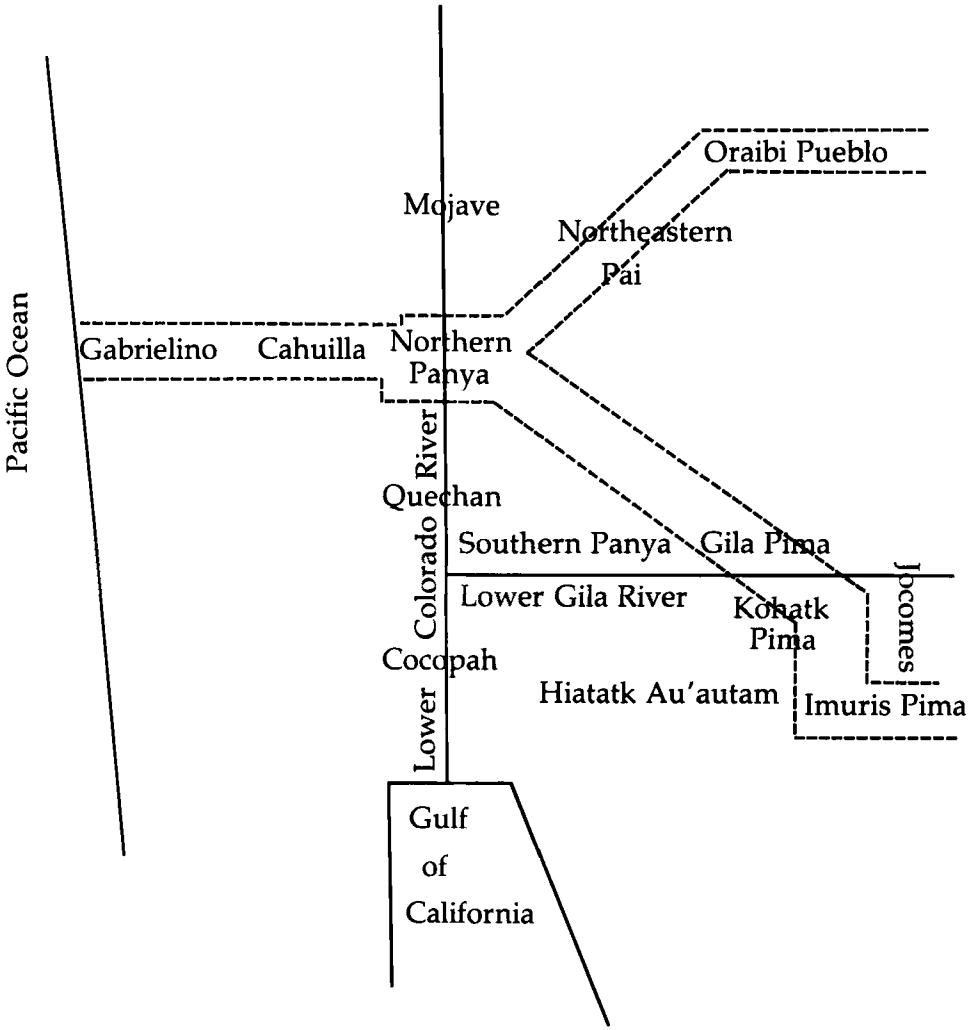 Oraibi Pueblo
Mojave
Northeastern
Pai
Pacific Ocean
Gabrielino
Cahuilla
Northern
Panya
Lower Colorado River
Quechan
Southern Panya
Gila Pima
Lower Gila River
Kohatk
Pima
Jocomes
Cocopah
Hiatatk Au'autam
Imuris Pima
Gulf
of
California